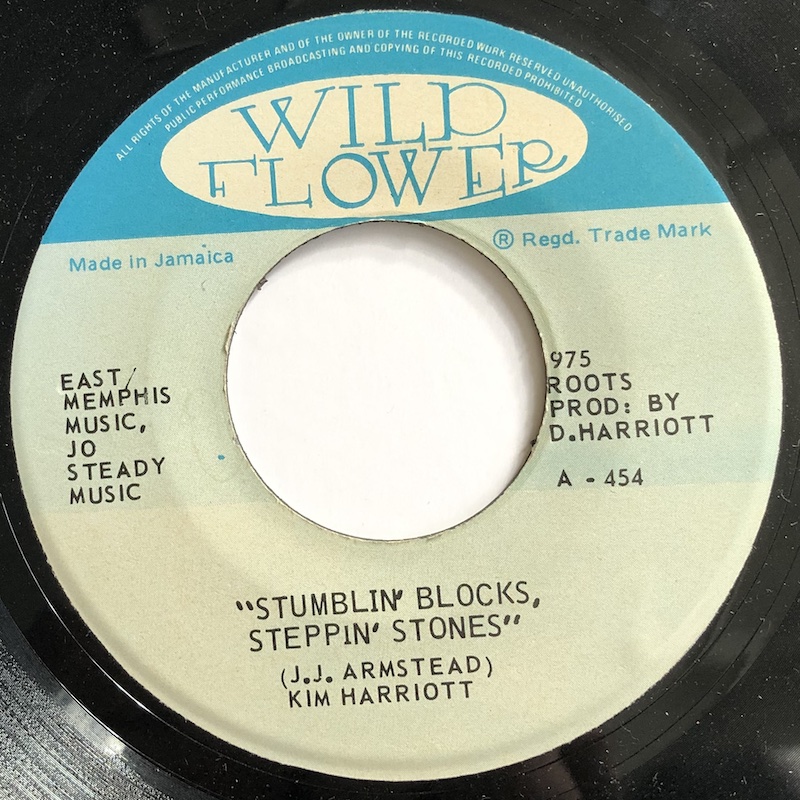 ALL RIGHTS OF THE MANUFACTURER AND OF THE OWNER OF THE RECORDED WORK RESERVED UNAUTHORISED
PUBLIC PERFORMANCE BROADCASTING AND COPYING OF THIS RECORDED PROHIBITED
WILD
FLOWER
Made in Jamaica
® Regd. Trade Mark
EAST/
MEMPHIS
MUSIC,
JO
STEADY
MUSIC
975
ROOTS
PROD: BY
D.HARRIOTT
A - 454
"STUMBLIN' BLOCKS,
STEPPIN' STONES"
(J.J. ARMSTEAD)
KIM HARRIOTT